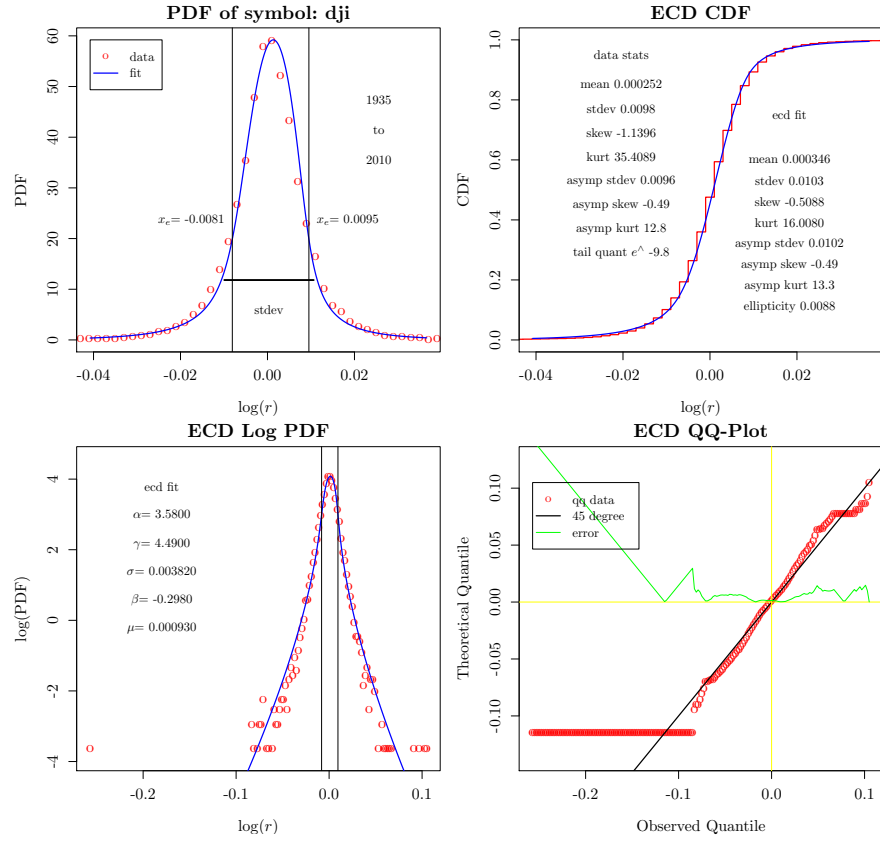 PDF of symbol: dji
PDF
0
10
20
30
40
50
60
data
fit
1935
to
2010
x_e= -0.0081
x_e= 0.0095
stdev
-0.04
-0.02
0.00
0.02
log(r)
ECD CDF
CDF
0.0
0.2
0.4
0.6
0.8
1.0
data stats
mean 0.000252
stdev 0.0098
skew -1.1396
kurt 35.4089
asymp stdev 0.0096
asymp skew -0.49
asymp kurt 12.8
tail quant e^ -9.8
ecd fit
mean 0.000346
stdev 0.0103
skew -0.5088
kurt 16.0080
asymp stdev 0.0102
asymp skew -0.49
asymp kurt 13.3
ellipticity 0.0088
-0.04
-0.02
0.00
0.02
log(r)
ECD Log PDF
log(PDF)
-4
-2
0
2
4
ecd fit
α= 3.5800
γ= 4.4900
σ= 0.003820
β= -0.2980
μ= 0.000930
-0.2
-0.1
0.0
0.1
log(r)
ECD QQ-Plot
Theoretical Quantile
-0.10
-0.05
0.00
0.05
0.10
qq data
45 degree
error
-0.2
-0.1
0.0
0.1
Observed Quantile